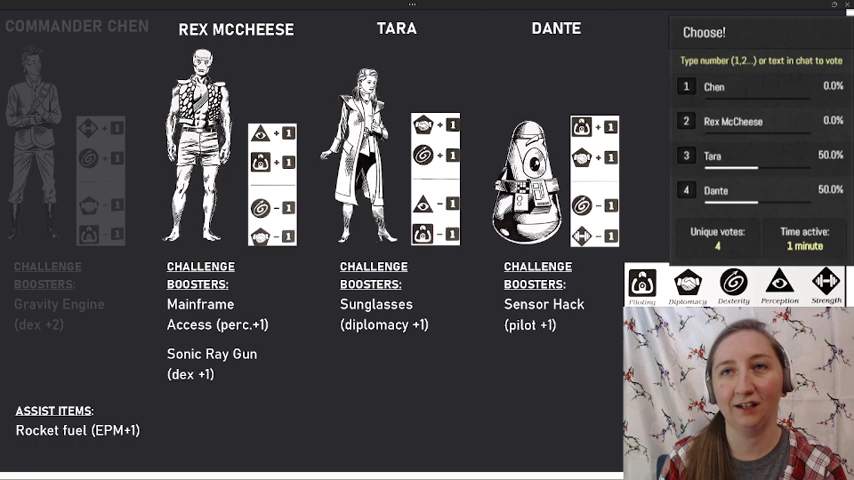 COMMANDER CHEN
REX MCCHEESE
TARA
DANTE
+ 1
+ 1
- 1
- 1
+ 1
+ 1
- 1
- 1
+ 1
+ 1
- 1
- 1
+ 1
+ 1
- 1
- 1
CHALLENGE
BOOSTERS:
Gravity Engine
(dex +2)
CHALLENGE
BOOSTERS:
Mainframe
Access (perc.+1)
Sonic Ray Gun
(dex +1)
CHALLENGE
BOOSTERS:
Sunglasses
(diplomacy +1)
CHALLENGE
BOOSTERS:
Sensor Hack
(pilot +1)
ASSIST ITEMS:
Rocket fuel (EPM+1)
Choose!
Type number (1,2...) or text in chat to vote
1 Chen 0.0%
2 Rex McCheese 0.0%
3 Tara 50.0%
4 Dante 50.0%
Unique votes:
4
Time active:
1 minute
Piloting Diplomacy Dexterity Perception Strength